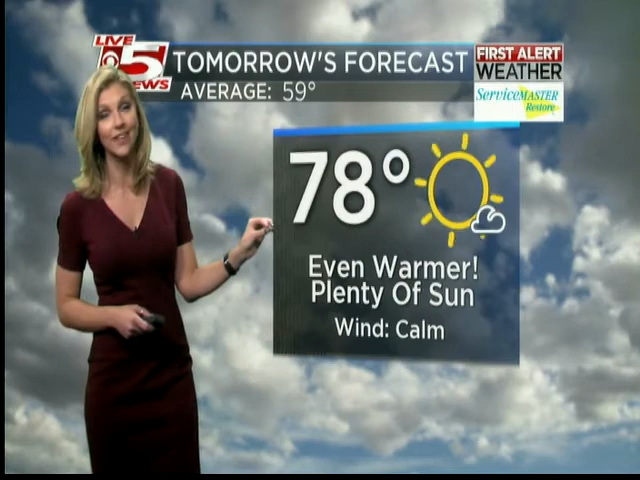 LIVE
5
NEWS
TOMORROW'S FORECAST
AVERAGE: 59°
FIRST ALERT
WEATHER
ServiceMASTER
Restore
78°
Even Warmer!
Plenty Of Sun
Wind: Calm